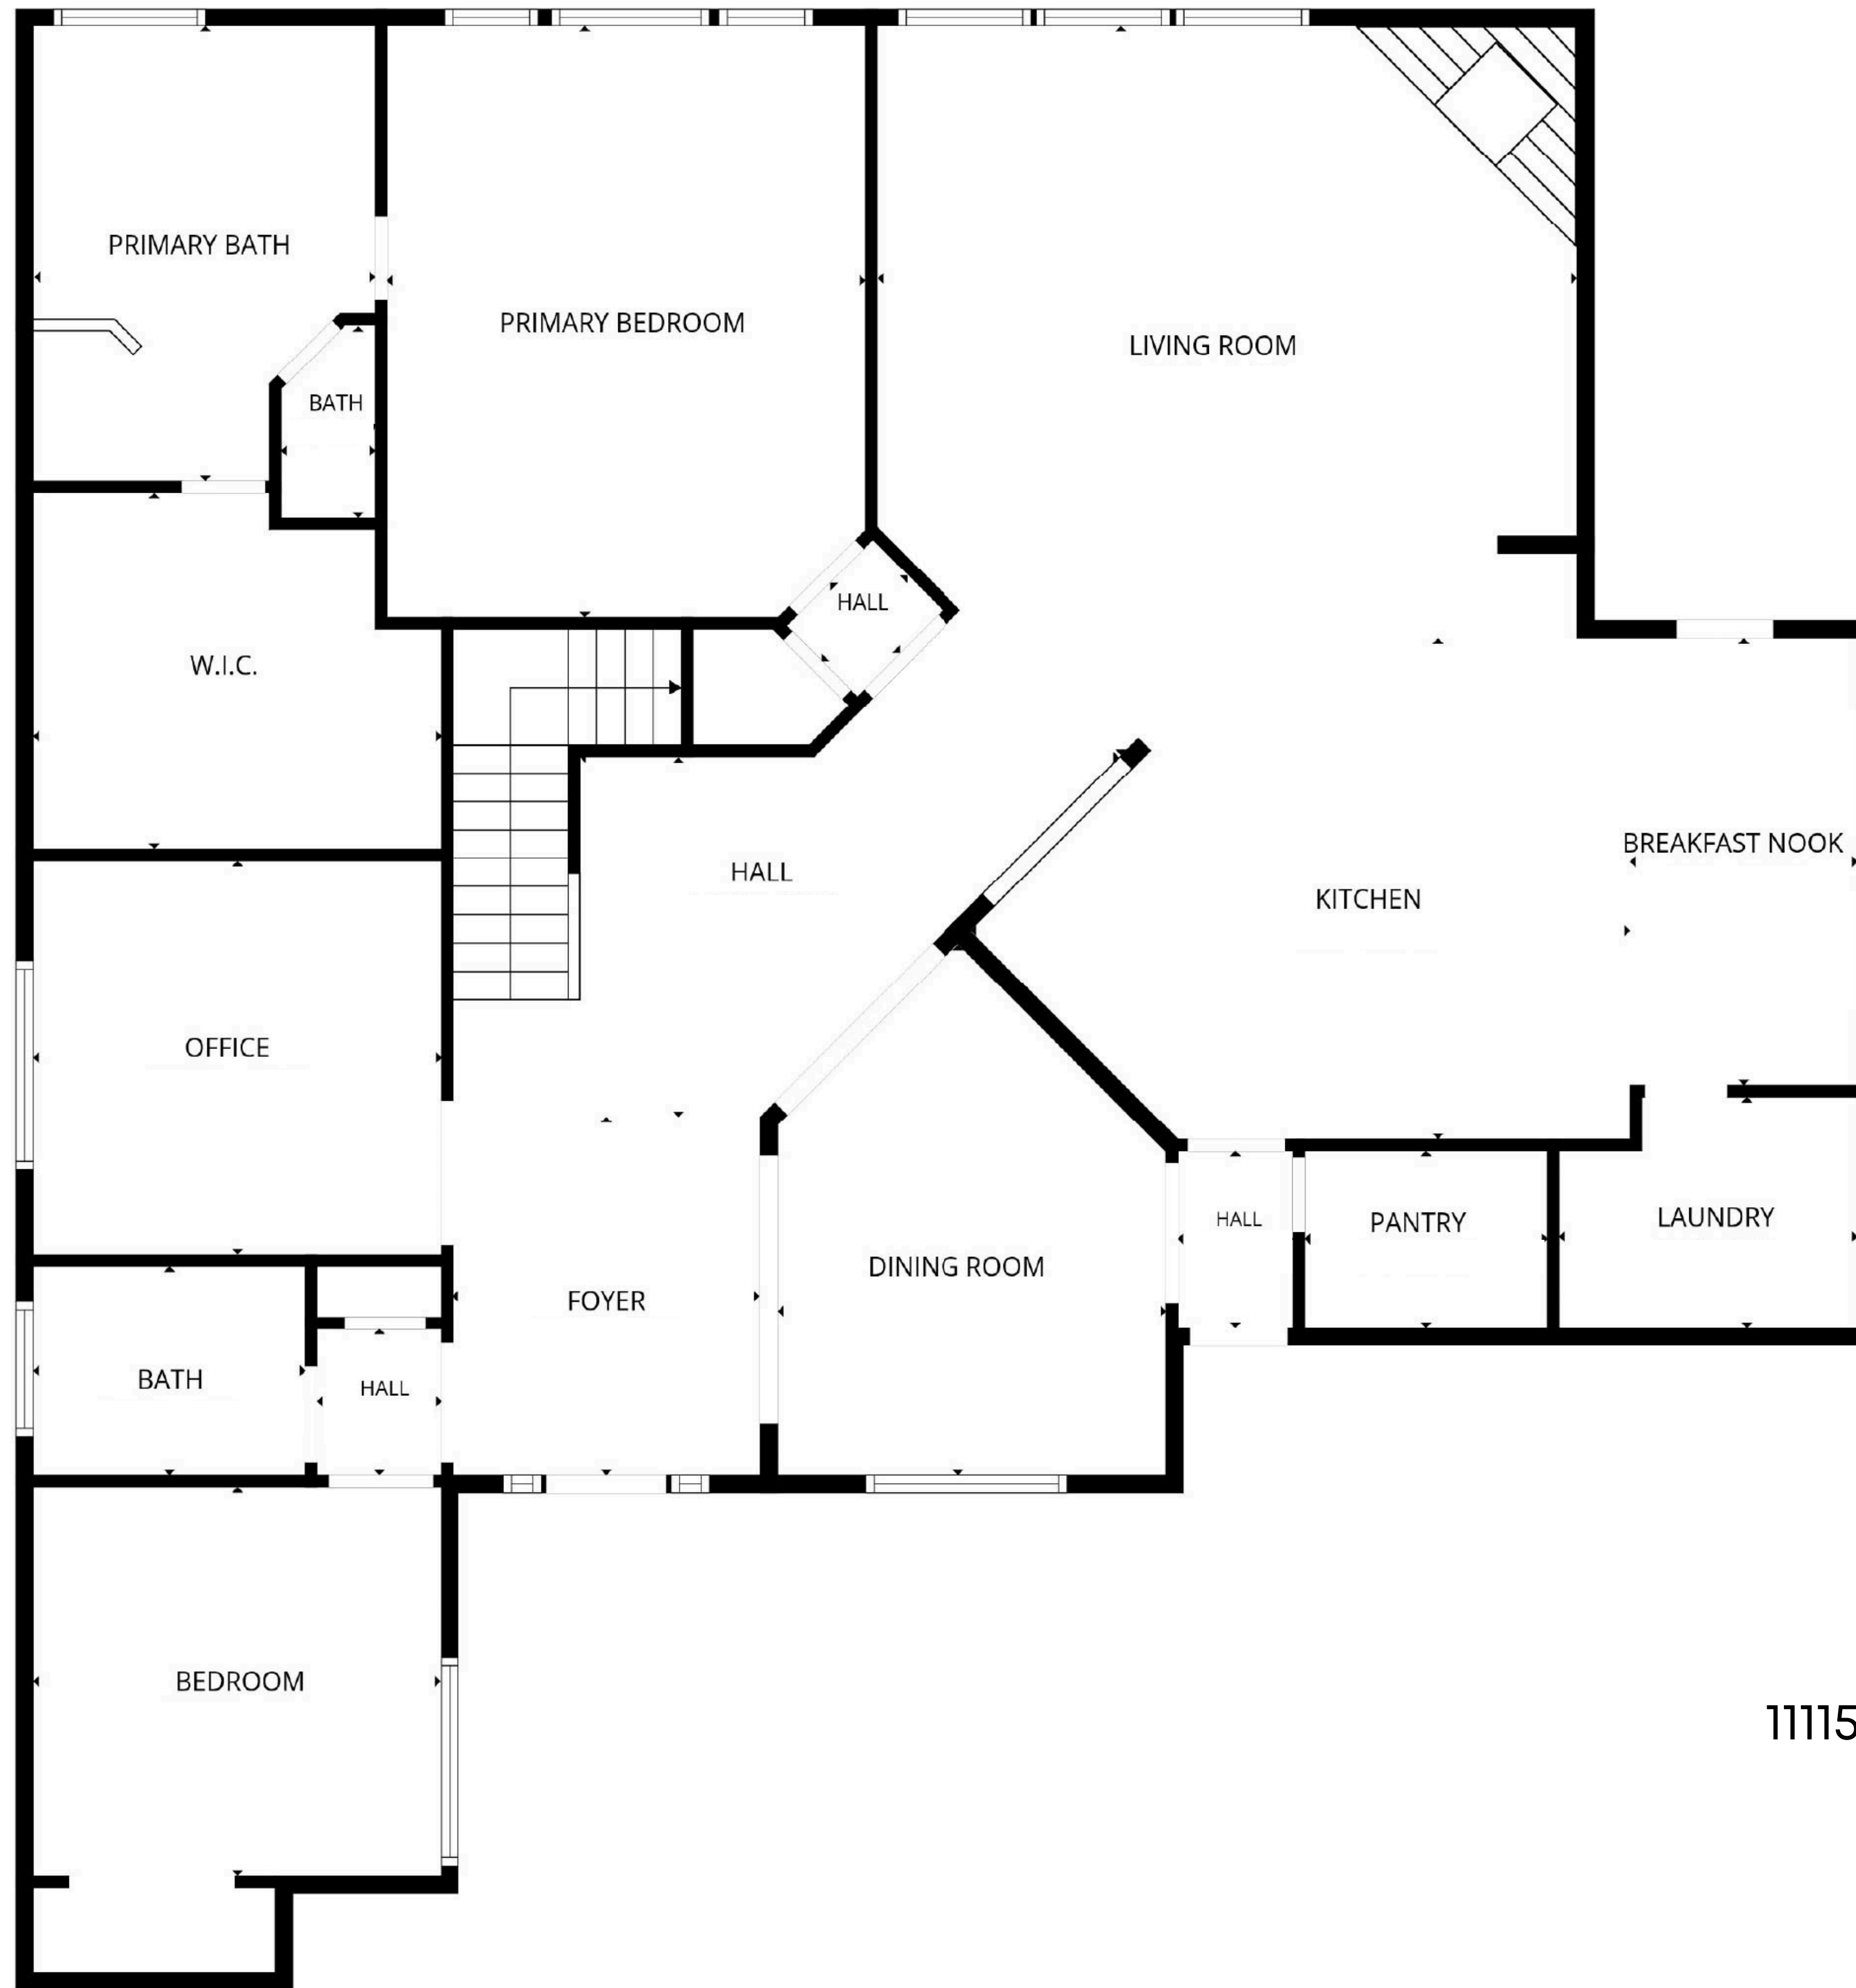 PRIMARY BATH
PRIMARY BEDROOM
LIVING ROOM
BATH
HALL
W.I.C.
HALL
BREAKFAST NOOK
KITCHEN
OFFICE
HALL
PANTRY
LAUNDRY
DINING ROOM
FOYER
BATH
HALL
BEDROOM
11115